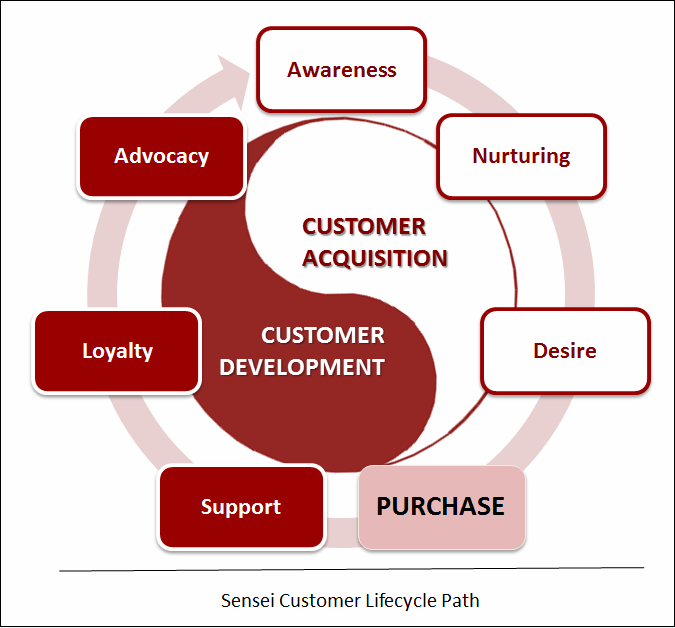 Awareness
Advocacy
Nurturing
CUSTOMER
ACQUISITION
CUSTOMER
DEVELOPMENT
Loyalty
Desire
Support
PURCHASE
Sensei Customer Lifecycle Path